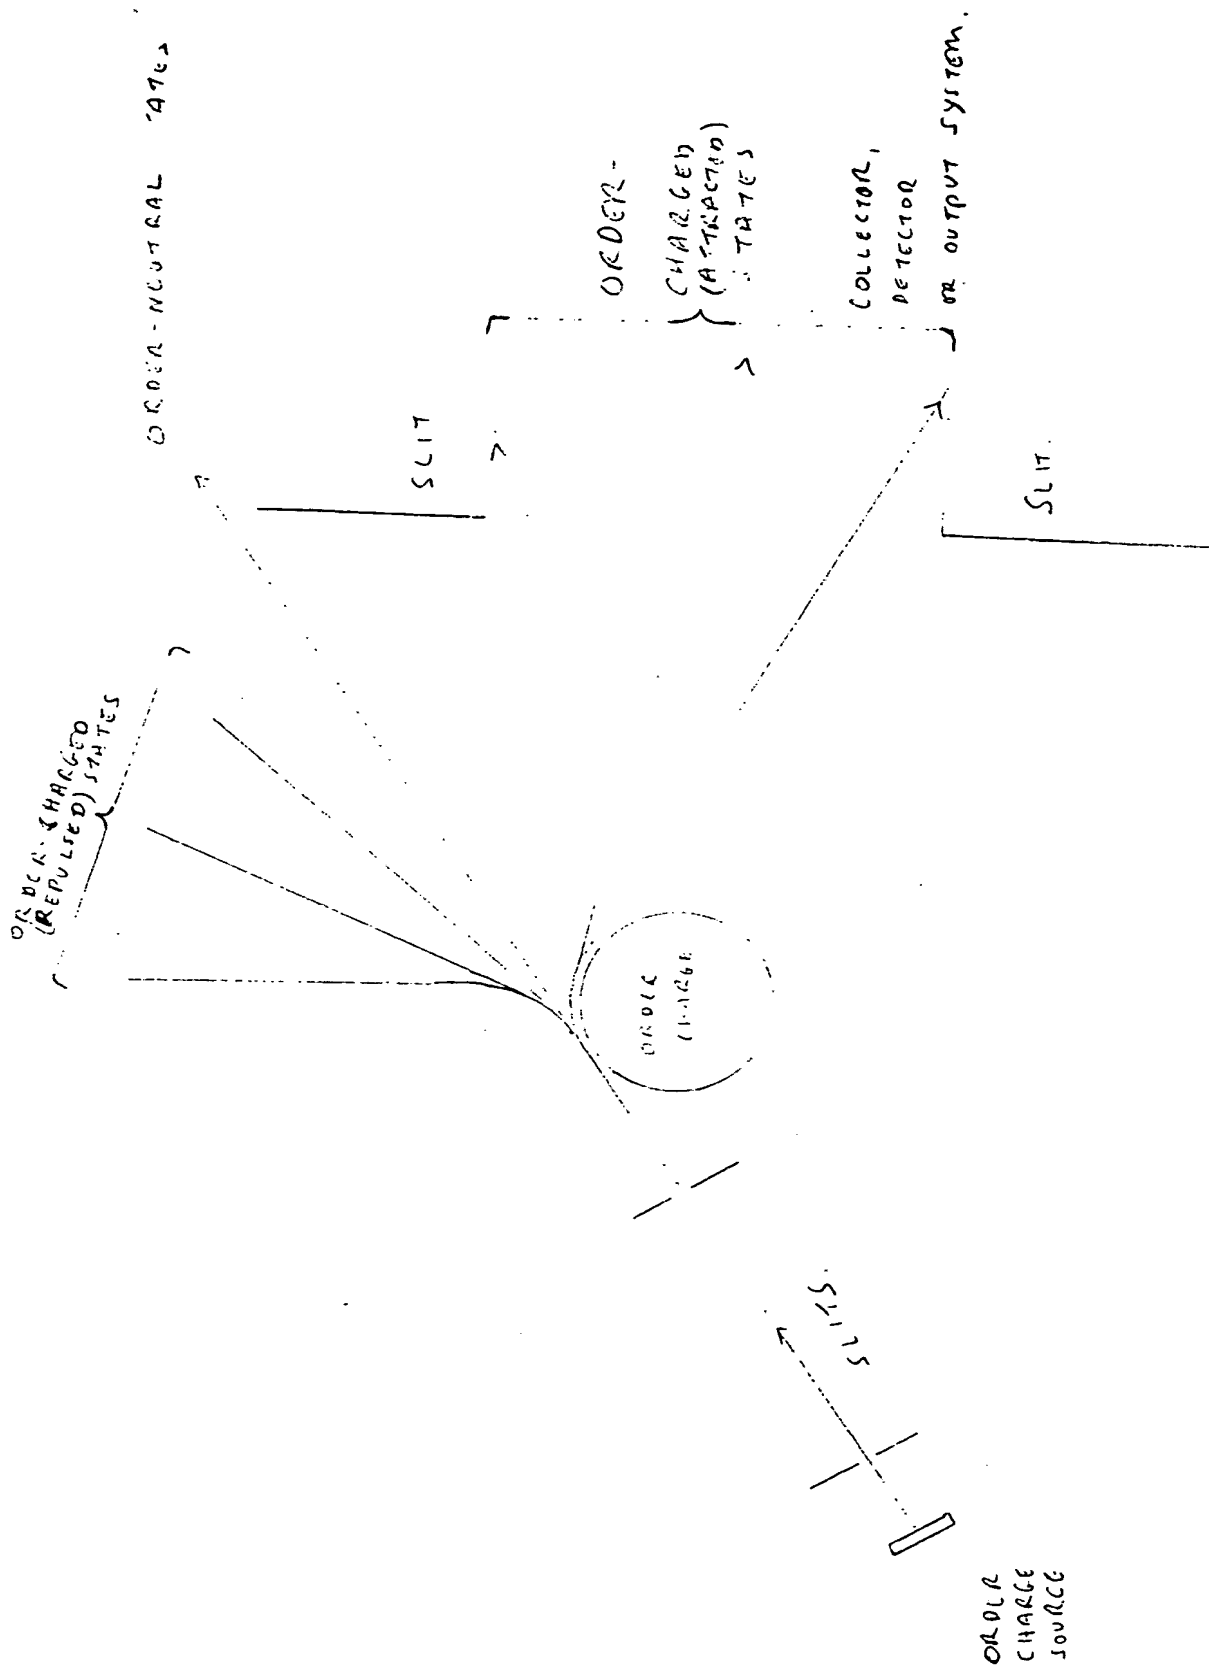 ORDER-NEUTRAL
ORDER-CHARGED
(REPULSED) STATES
SLIT
ORDER-
CHARGED
(ATTRACTED)
STATES
COLLECTOR,
DETECTOR
OR OUTPUT SYSTEM.
SLIT.
ORDER
CHARGE
SLITS.
ORDER
CHARGE
SOURCE